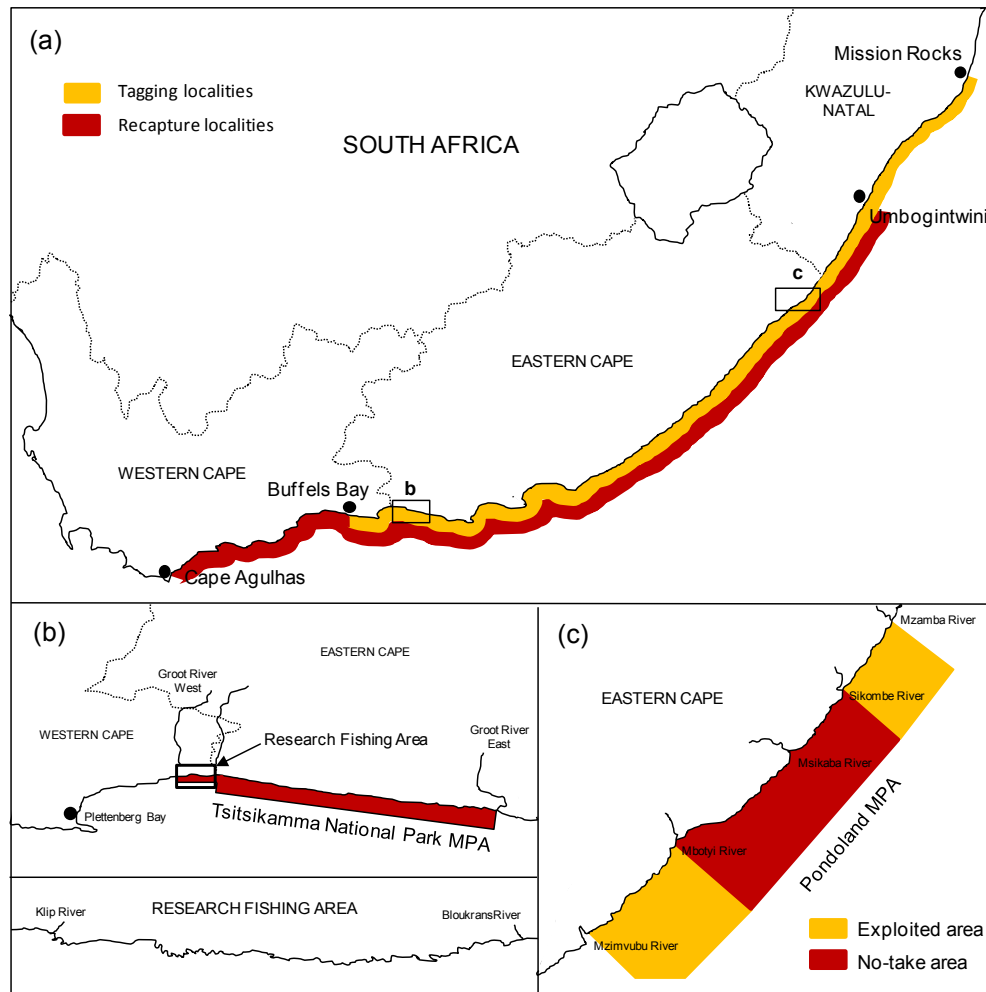 (a)
Mission Rocks
Tagging localities
KWAZULU-
NATAL
Recapture localities
SOUTH AFRICA
Umbogintwini
c
EASTERN CAPE
WESTERN CAPE
Buffels Bay
b
Cape Agulhas
(b)
EASTERN CAPE
Groot River
West
WESTERN CAPE
Research Fishing Area
Groot River
East
Plettenberg Bay
Tsitsikamma National Park MPA
RESEARCH FISHING AREA
Klip River
BloukransRiver
(c)
Mzamba River
EASTERN CAPE
Sikombe River
Msikaba River
Mbotyi River
Pondoland MPA
Mzimvubu River
Exploited area
No-take area